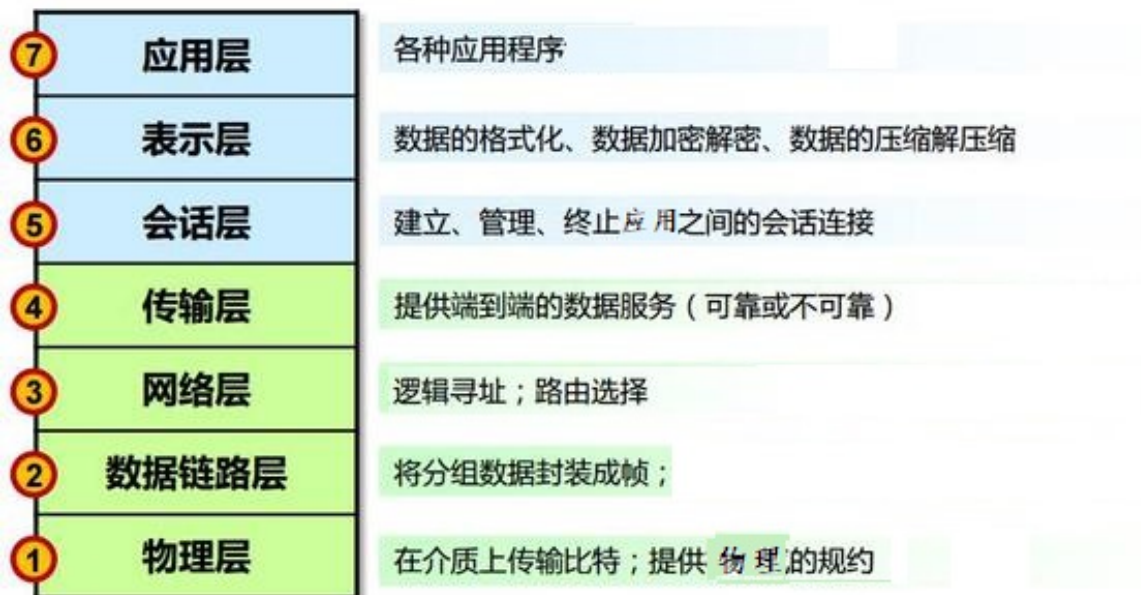 7 应用层 各种应用程序
6 表示层 数据的格式化、数据加密解密、数据的压缩解压缩
5 会话层 建立、管理、终止应用之间的会话连接
4 传输层 提供端到端的数据服务（可靠或不可靠）
3 网络层 逻辑寻址；路由选择
2 数据链路层 将分组数据封装成帧；
1 物理层 在介质上传输比特；提供物理的规约